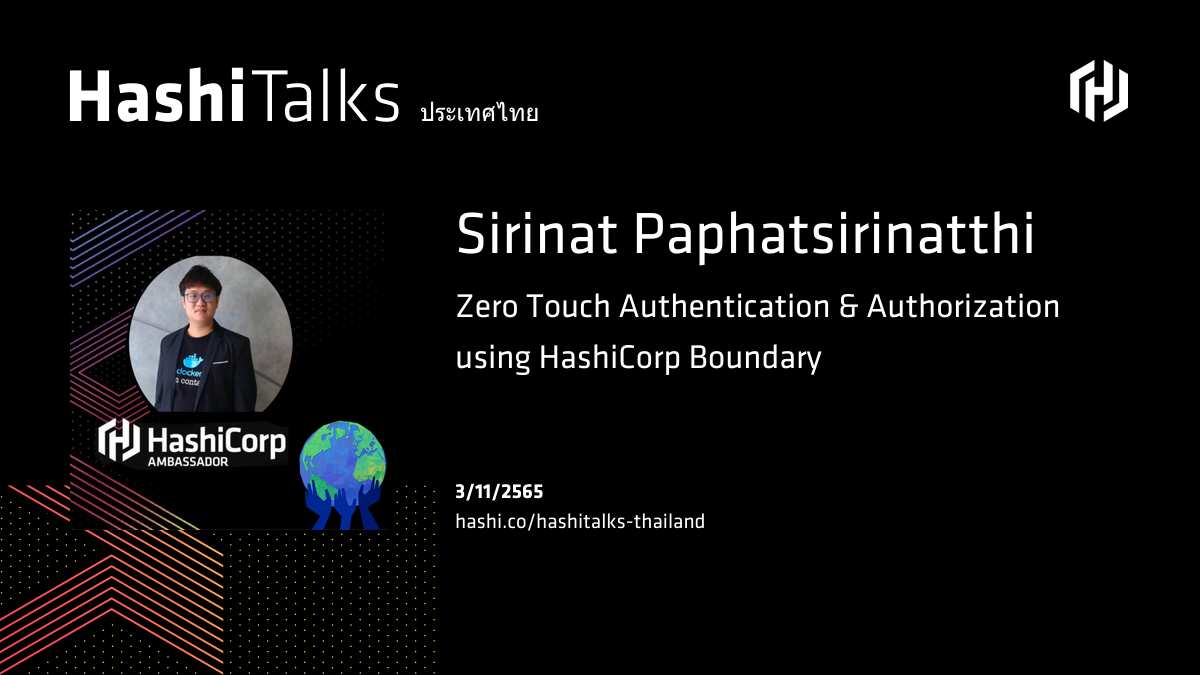 HashiTalks ประเทศไทย
Sirinat Paphatsirinatthi
Zero Touch Authentication & Authorization
using HashiCorp Boundary
docker
HashiCorp
AMBASSADOR
3/11/2565
hashi.co/hashitalks-thailand